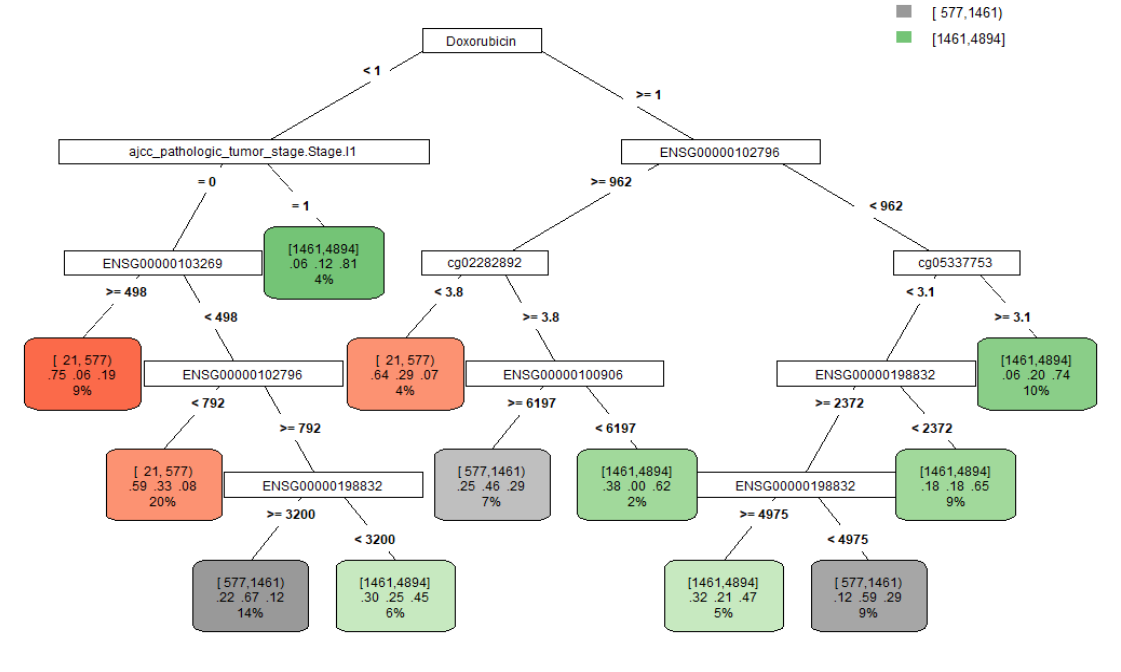 [ 577,1461)
[1461,4894]
Doxorubicin
< 1
>= 1
ajcc_pathologic_tumor_stage.Stage.I1
ENSG00000102796
= 0
= 1
>= 962
< 962
[1461,4894]
.06 .12 .81
4%
ENSG00000103269
cg02282892
cg05337753
>= 498
< 498
< 3.8
>= 3.8
< 3.1
>= 3.1
[ 21, 577)
.75 .06 .19
9%
ENSG00000102796
[ 21, 577)
.64 .29 .07
4%
ENSG00000100906
ENSG00000198832
[1461,4894]
.06 .20 .74
10%
< 792
>= 792
>= 6197
< 6197
>= 2372
< 2372
[ 21, 577)
.59 .33 .08
20%
ENSG00000198832
[ 577,1461)
.25 .46 .29
7%
[1461,4894]
.38 .00 .62
2%
ENSG00000198832
[1461,4894]
.18 .18 .65
9%
>= 3200
< 3200
>= 4975
< 4975
[ 577,1461)
.22 .67 .12
14%
[1461,4894]
.30 .25 .45
6%
[1461,4894]
.32 .21 .47
5%
[ 577,1461)
.12 .59 .29
9%